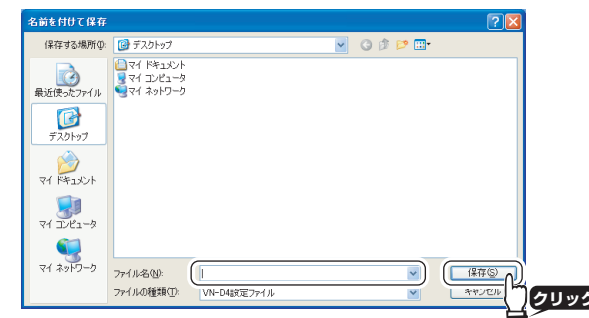 名前を付けて保存
保存する場所(I):
デスクトップ
マイ ドキュメント
マイ コンピュータ
マイ ネットワーク
最近使ったファイル
デスクトップ
マイ ドキュメント
マイ コンピュータ
マイ ネットワーク
ファイル名(N):
保存(S)
ファイルの種類(T):
VN-D4設定ファイル
キャンセル
クリック